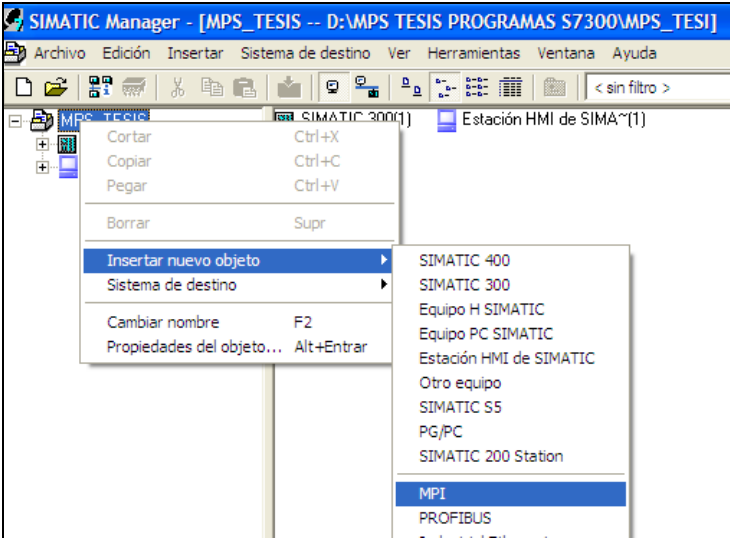 SIMATIC Manager - [MPS_TESIS -- D:\MPS TESIS PROGRAMAS S7300\MPS_TESI]
Archivo Edición Insertar Sistema de destino Ver Herramientas Ventana Ayuda
< sin filtro >
MPS_TESIS SIMATIC 300(1) Estación HMI de SIMA~(1)
Cortar Ctrl+X
Copiar Ctrl+C
Pegar Ctrl+V
Borrar Supr
Insertar nuevo objeto
Sistema de destino
Cambiar nombre F2
Propiedades del objeto... Alt+Entrar
SIMATIC 400
SIMATIC 300
Equipo H SIMATIC
Equipo PC SIMATIC
Estación HMI de SIMATIC
Otro equipo
SIMATIC S5
PG/PC
SIMATIC 200 Station
MPI
PROFIBUS